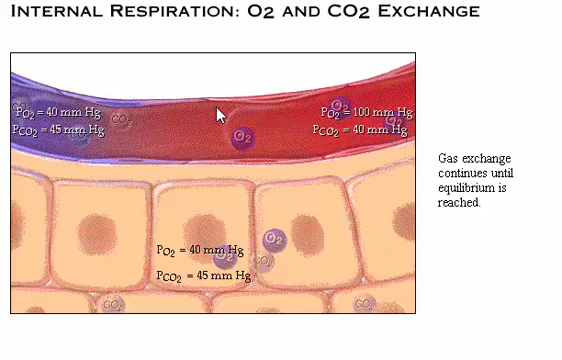 INTERNAL RESPIRATION: O2 AND CO2 EXCHANGE
PO2 = 40 mm Hg
PCO2 = 45 mm Hg
CO2
PO2 = 100 mm Hg
PCO2 = 40 mm Hg
O2
Gas exchange
continues until
equilibrium is
reached.
PO2 = 40 mm Hg
PCO2 = 45 mm Hg
O2
O2
CO2
CO2
CO2